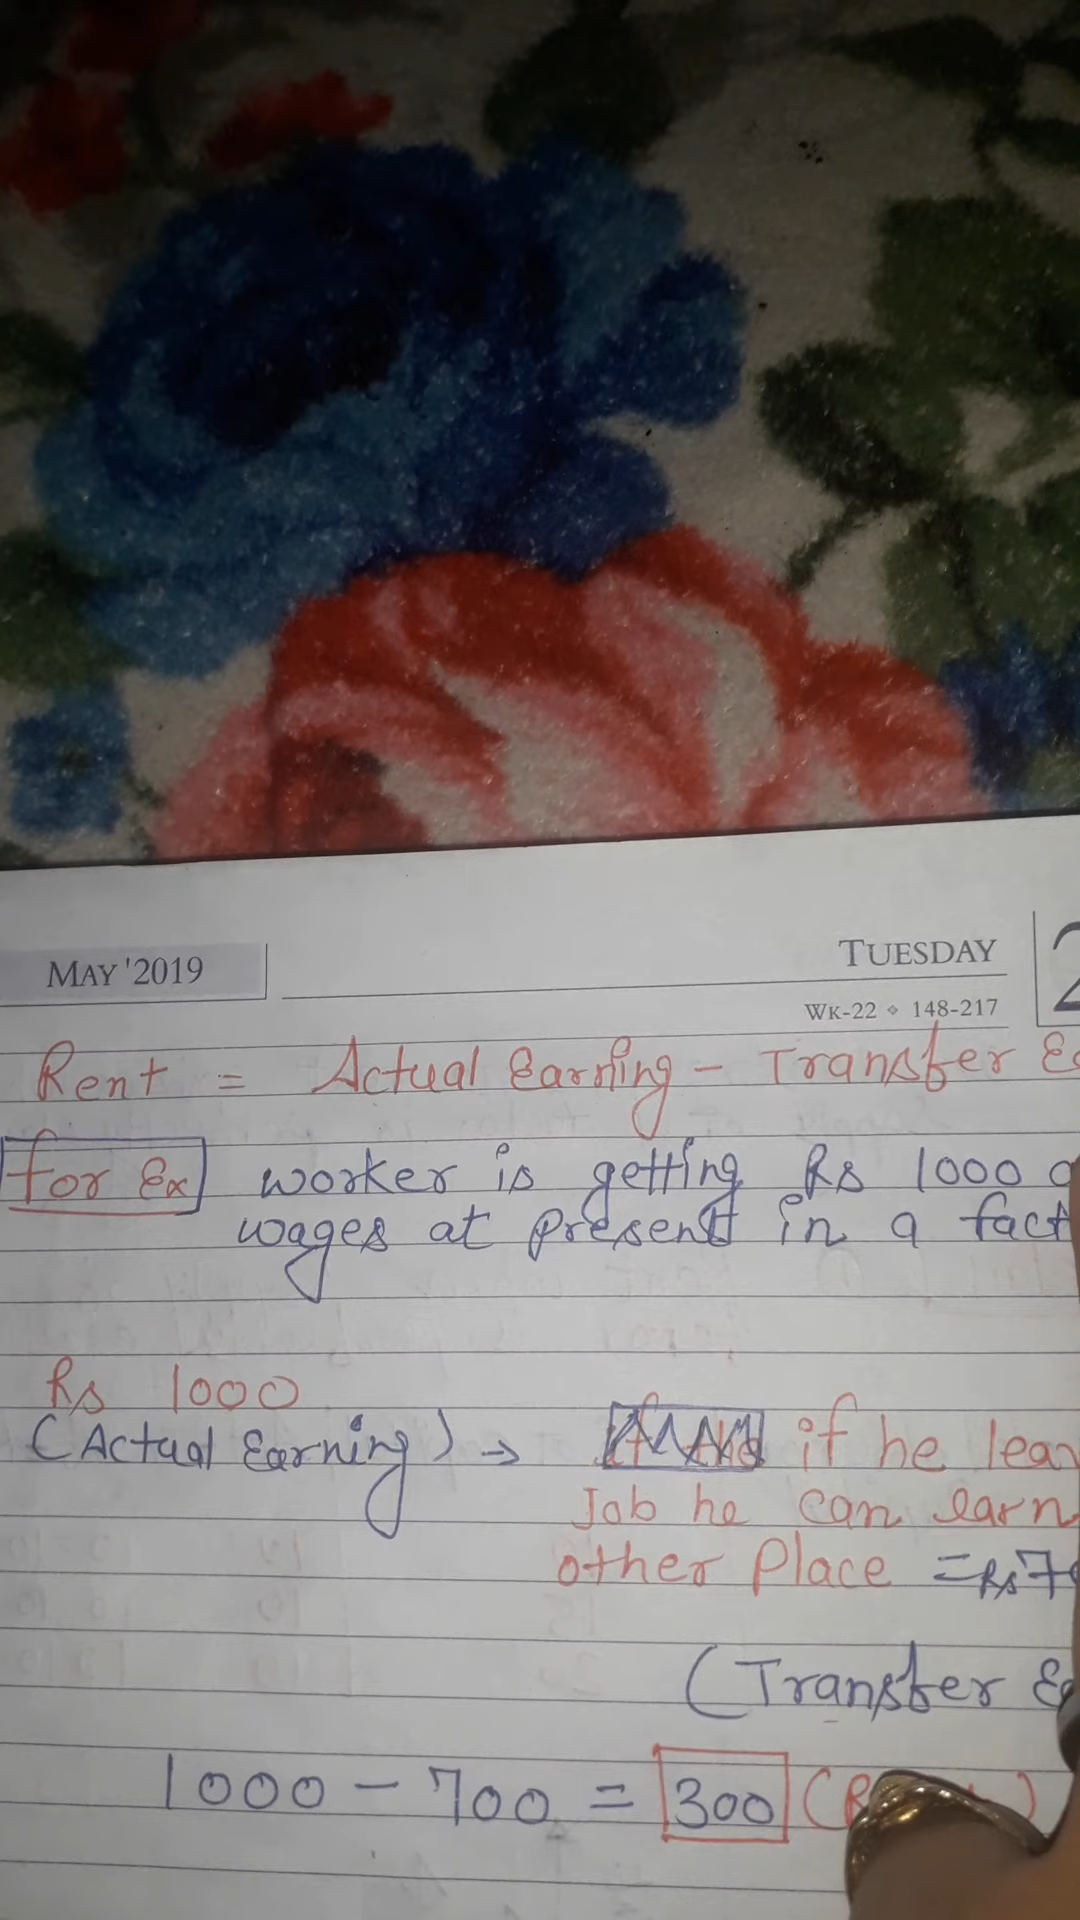 MAY '2019
TUESDAY
WK-22 ⋄ 148-217
Rent = Actual Earning - Transfer
for Ex worker is getting Rs 1000
wages at present in a
Rs 1000
(Actual Earning) → if he
Job he can earn
other Place = Rs
(Transfer
1000 - 700 = 300